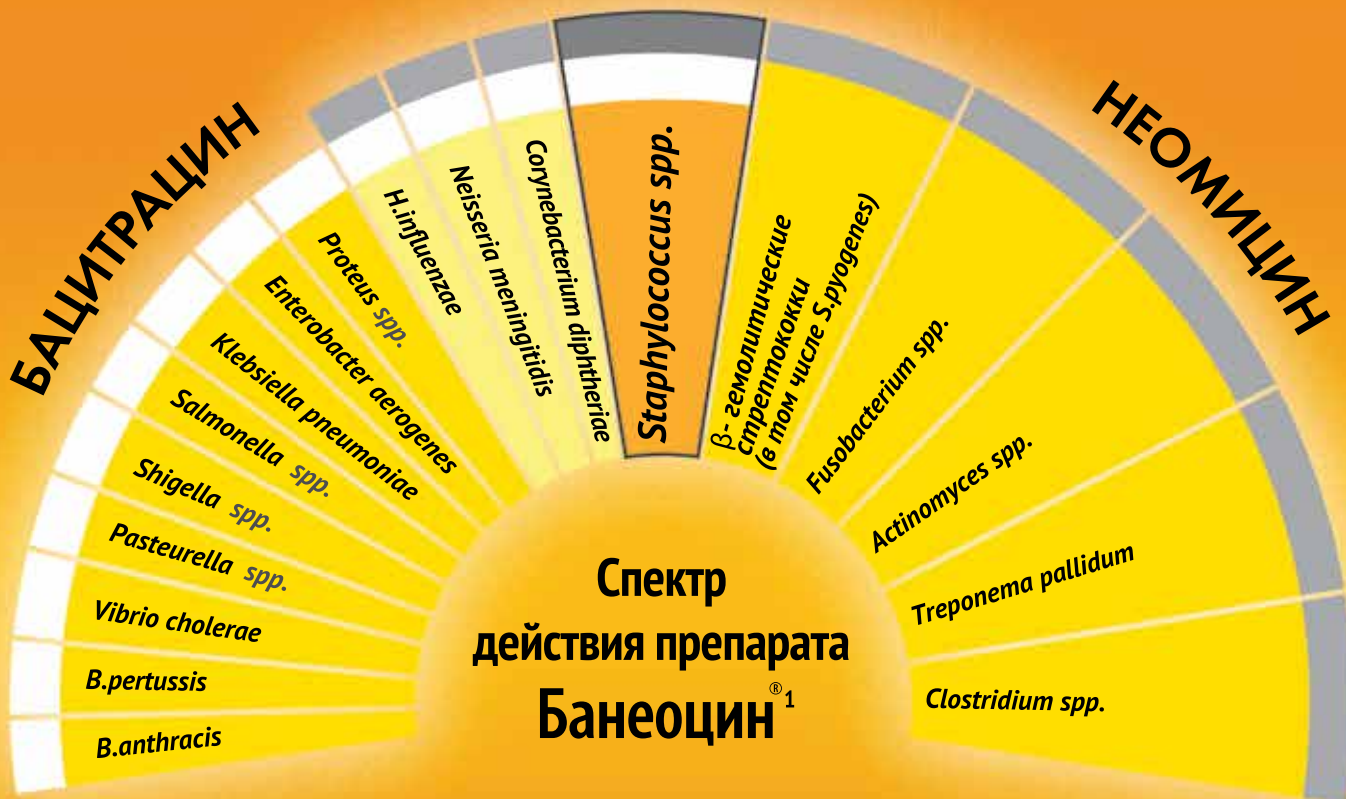 БАЦИТРАЦИН
НЕОМИЦИН
B.anthracis
B.pertussis
Vibrio cholerae
Pasteurella spp.
Shigella spp.
Salmonella spp.
Klebsiella pneumoniae
Enterobacter aerogenes
Proteus spp.
H.influenzae
Neisseria meningitidis
Corynebacterium diphtheriae
Staphylococcus spp.
β- гемолитические
стрептококки
(в том числе S.pyogenes)
Fusobacterium spp.
Actinomyces spp.
Treponema pallidum
Clostridium spp.
Спектр
действия препарата
Банеоцин®1